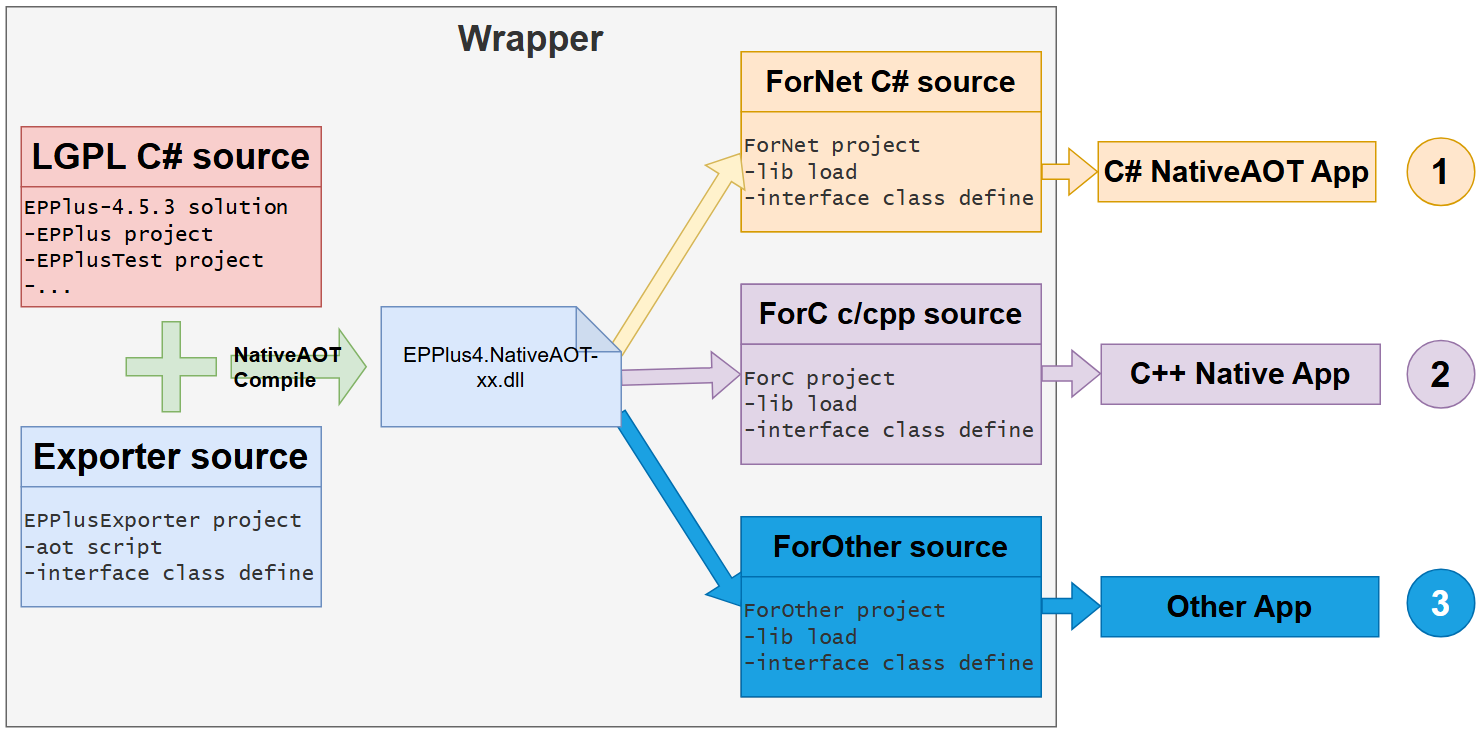 Wrapper
LGPL C# source
EPPlus-4.5.3 solution
-EPPlus project
-EPPlusTest project
-...
NativeAOT
Compile
Exporter source
EPPlusExporter project
-aot script
-interface class define
EPPlus4.NativeAOT-
xx.dll
ForNet C# source
ForNet project
-lib load
-interface class define
C# NativeAOT App
1
ForC c/cpp source
ForC project
-lib load
-interface class define
C++ Native App
2
ForOther source
ForOther project
-lib load
-interface class define
Other App
3